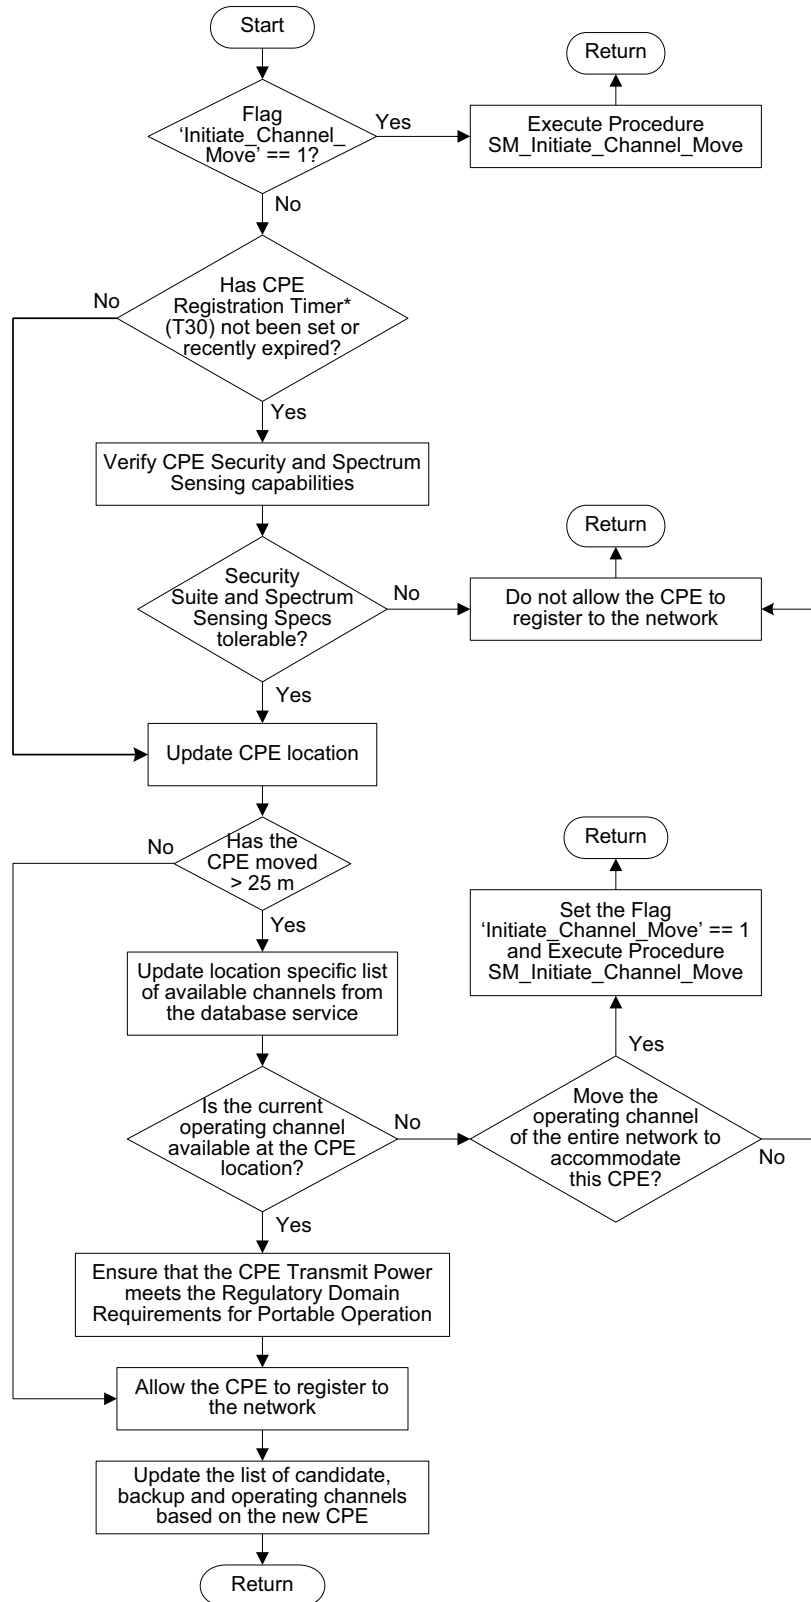 Start
Return
Flag
‘Initiate_Channel_
Move’ == 1?
Yes
Execute Procedure
SM_Initiate_Channel_Move
No
Has CPE
Registration Timer*
(T30) not been set or
recently expired?
No
Yes
Verify CPE Security and Spectrum
Sensing capabilities
Return
Security
Suite and Spectrum
Sensing Specs
tolerable?
No
Do not allow the CPE to
register to the network
Yes
Update CPE location
Return
Has the
CPE moved
> 25 m
No
Yes
Set the Flag
‘Initiate_Channel_Move’ == 1
and Execute Procedure
SM_Initiate_Channel_Move
Update location specific list
of available channels from
the database service
Yes
Is the current
operating channel
available at the CPE
location?
No
Move the
operating channel
of the entire network to
accommodate
this CPE?
No
Yes
Ensure that the CPE Transmit Power
meets the Regulatory Domain
Requirements for Portable Operation
Allow the CPE to register to
the network
Update the list of candidate,
backup and operating channels
based on the new CPE
Return